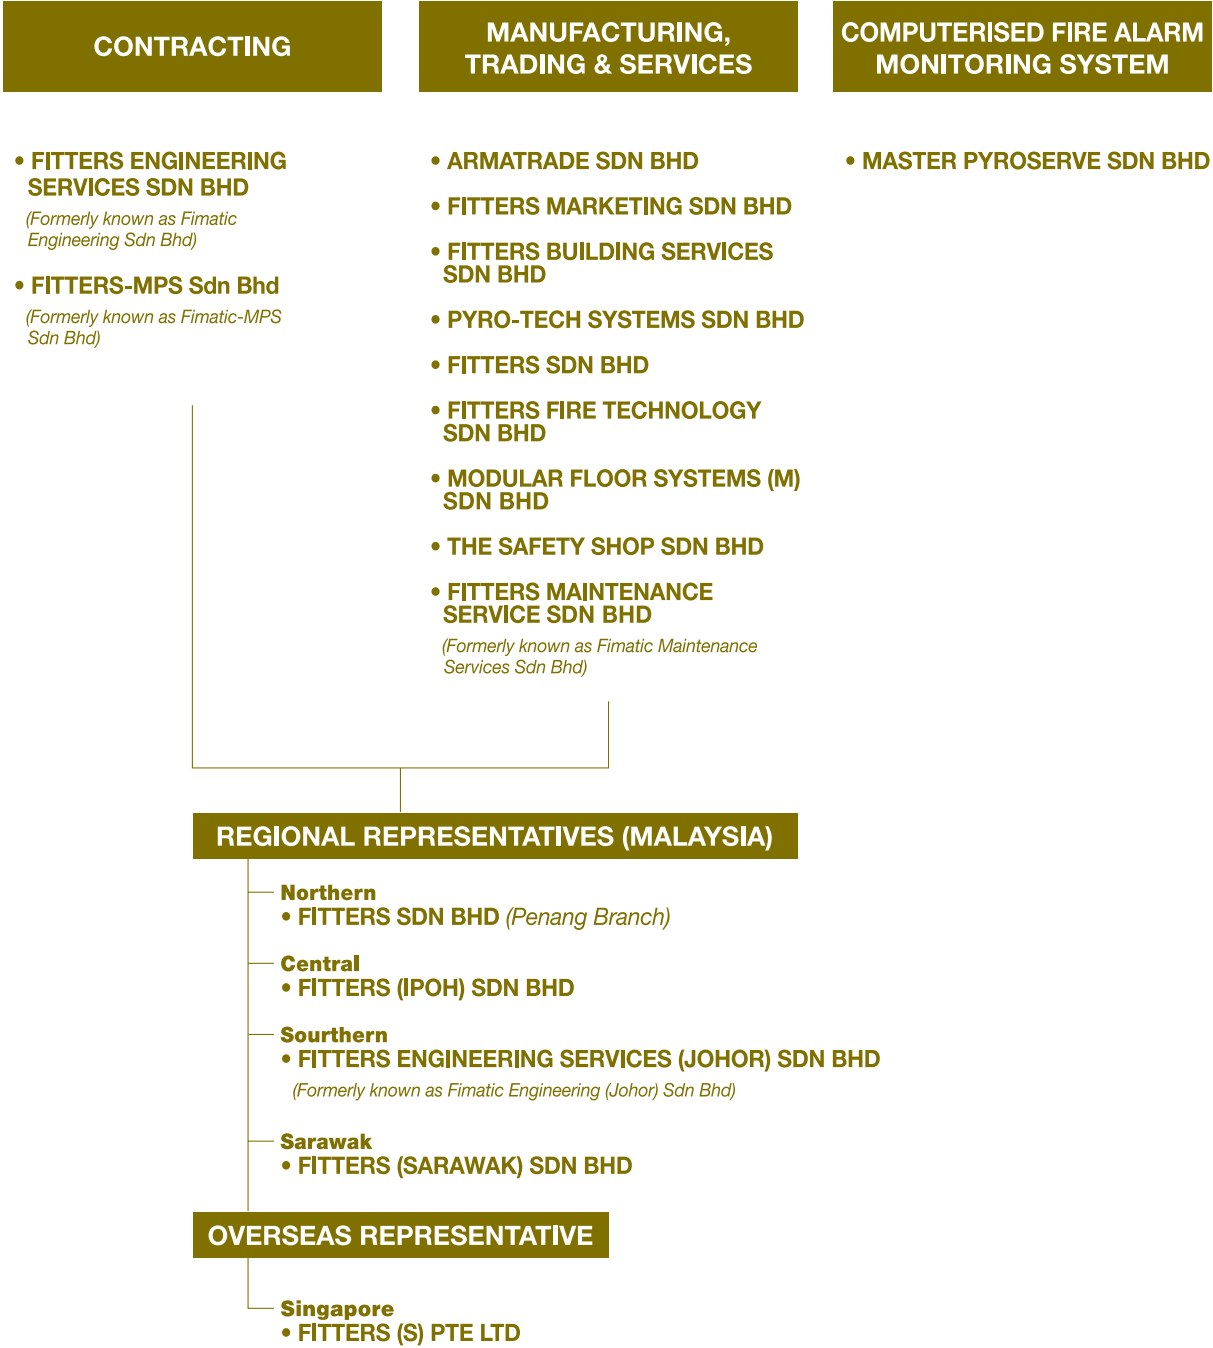 CONTRACTING
• FITTERS ENGINEERING
SERVICES SDN BHD
(Formerly known as Fimatic
Engineering Sdn Bhd)
• FITTERS-MPS Sdn Bhd
(Formerly known as Fimatic-MPS
Sdn Bhd)
MANUFACTURING,
TRADING & SERVICES
• ARMATRADE SDN BHD
• FITTERS MARKETING SDN BHD
• FITTERS BUILDING SERVICES
SDN BHD
• PYRO-TECH SYSTEMS SDN BHD
• FITTERS SDN BHD
• FITTERS FIRE TECHNOLOGY
SDN BHD
• MODULAR FLOOR SYSTEMS (M)
SDN BHD
• THE SAFETY SHOP SDN BHD
• FITTERS MAINTENANCE
SERVICE SDN BHD
(Formerly known as Fimatic Maintenance
Services Sdn Bhd)
COMPUTERISED FIRE ALARM
MONITORING SYSTEM
• MASTER PYROSERVE SDN BHD
REGIONAL REPRESENTATIVES (MALAYSIA)
Northern
• FITTERS SDN BHD (Penang Branch)
Central
• FITTERS (IPOH) SDN BHD
Sourthern
• FITTERS ENGINEERING SERVICES (JOHOR) SDN BHD
(Formerly known as Fimatic Engineering (Johor) Sdn Bhd)
Sarawak
• FITTERS (SARAWAK) SDN BHD
OVERSEAS REPRESENTATIVE
Singapore
• FITTERS (S) PTE LTD